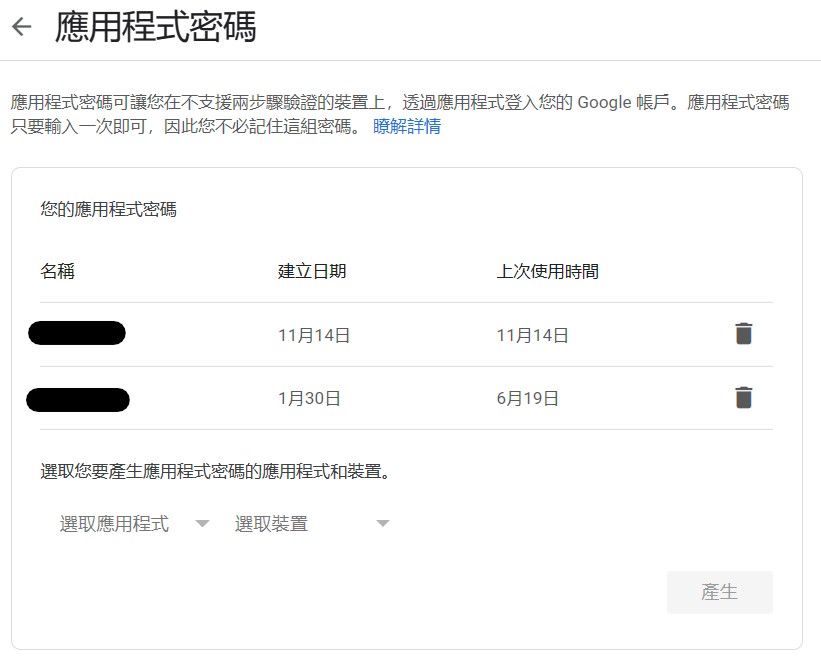 應用程式密碼
應用程式密碼可讓您在不支援兩步驟驗證的裝置上，透過應用程式登入您的 Google 帳戶。應用程式密碼
只要輸入一次即可，因此您不必記住這組密碼。 瞭解詳情
您的應用程式密碼
名稱 建立日期 上次使用時間
11月14日 11月14日
1月30日 6月19日
選取您要產生應用程式密碼的應用程式和裝置。
選取應用程式 選取裝置
產生